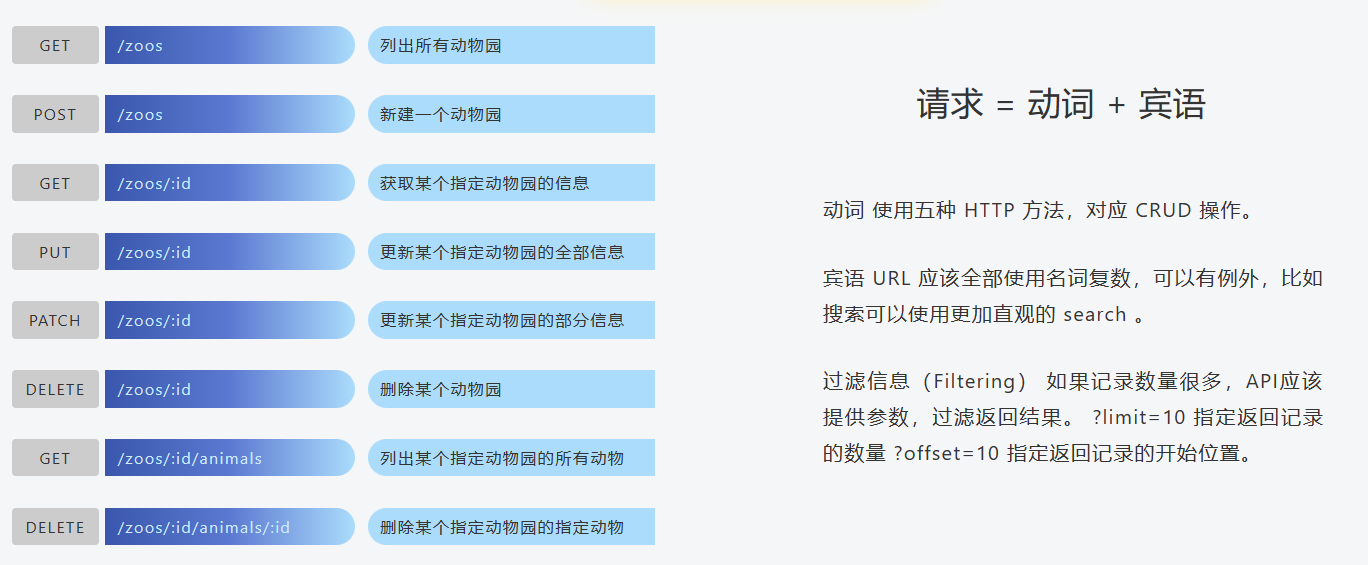 GET /zoos 列出所有动物园
POST /zoos 新建一个动物园
GET /zoos/:id 获取某个指定动物园的信息
PUT /zoos/:id 更新某个指定动物园的全部信息
PATCH /zoos/:id 更新某个指定动物园的部分信息
DELETE /zoos/:id 删除某个动物园
GET /zoos/:id/animals 列出某个指定动物园的所有动物
DELETE /zoos/:id/animals/:id 删除某个指定动物园的指定动物
请求 = 动词 + 宾语
动词 使用五种 HTTP 方法，对应 CRUD 操作。
宾语 URL 应该全部使用名词复数，可以有例外，比如
搜索可以使用更加直观的 search 。
过滤信息（Filtering） 如果记录数量很多，API应该
提供参数，过滤返回结果。 ?limit=10 指定返回记录
的数量 ?offset=10 指定返回记录的开始位置。